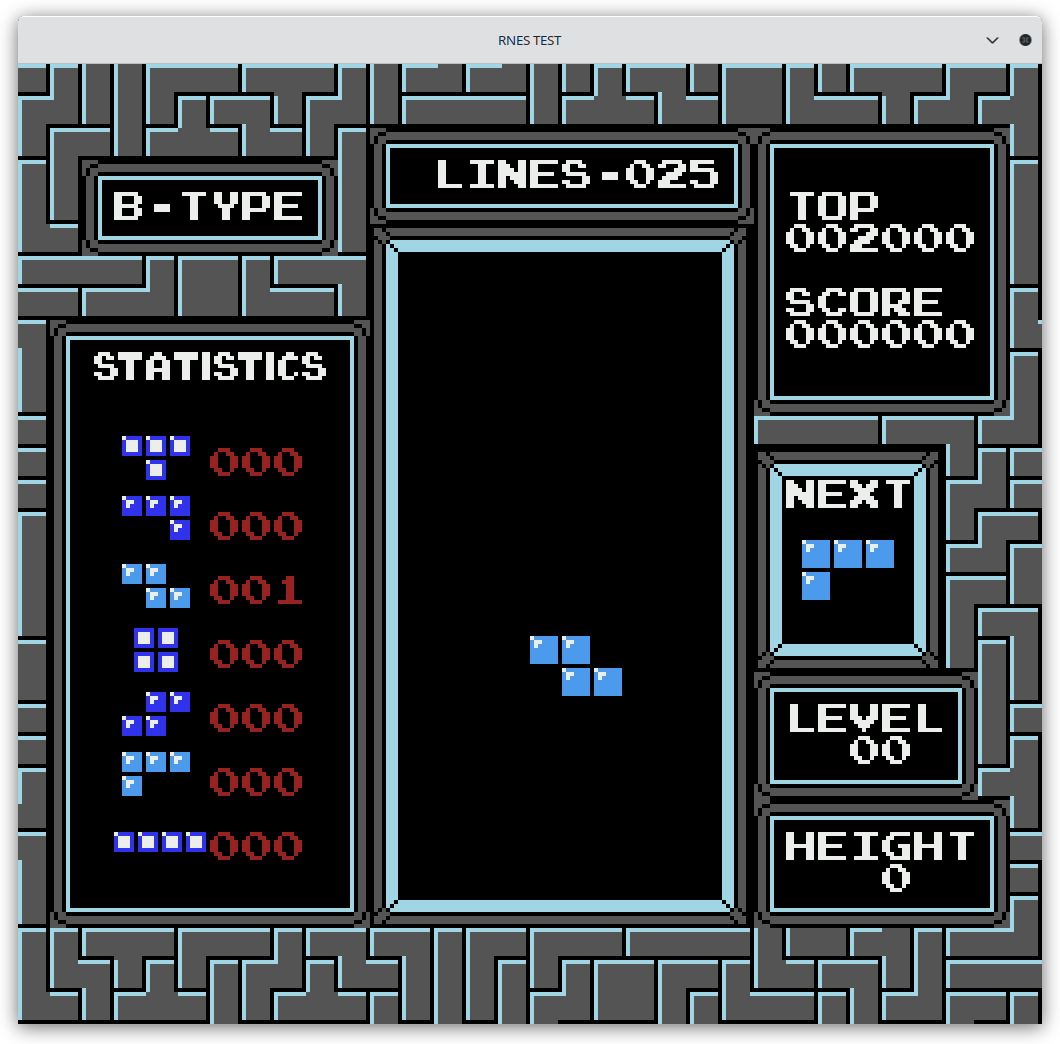 RNES TEST
B-TYPE
LINES-025
TOP
002000
SCORE
000000
STATISTICS
000
000
001
000
000
000
000
NEXT
LEVEL
00
HEIGHT
0